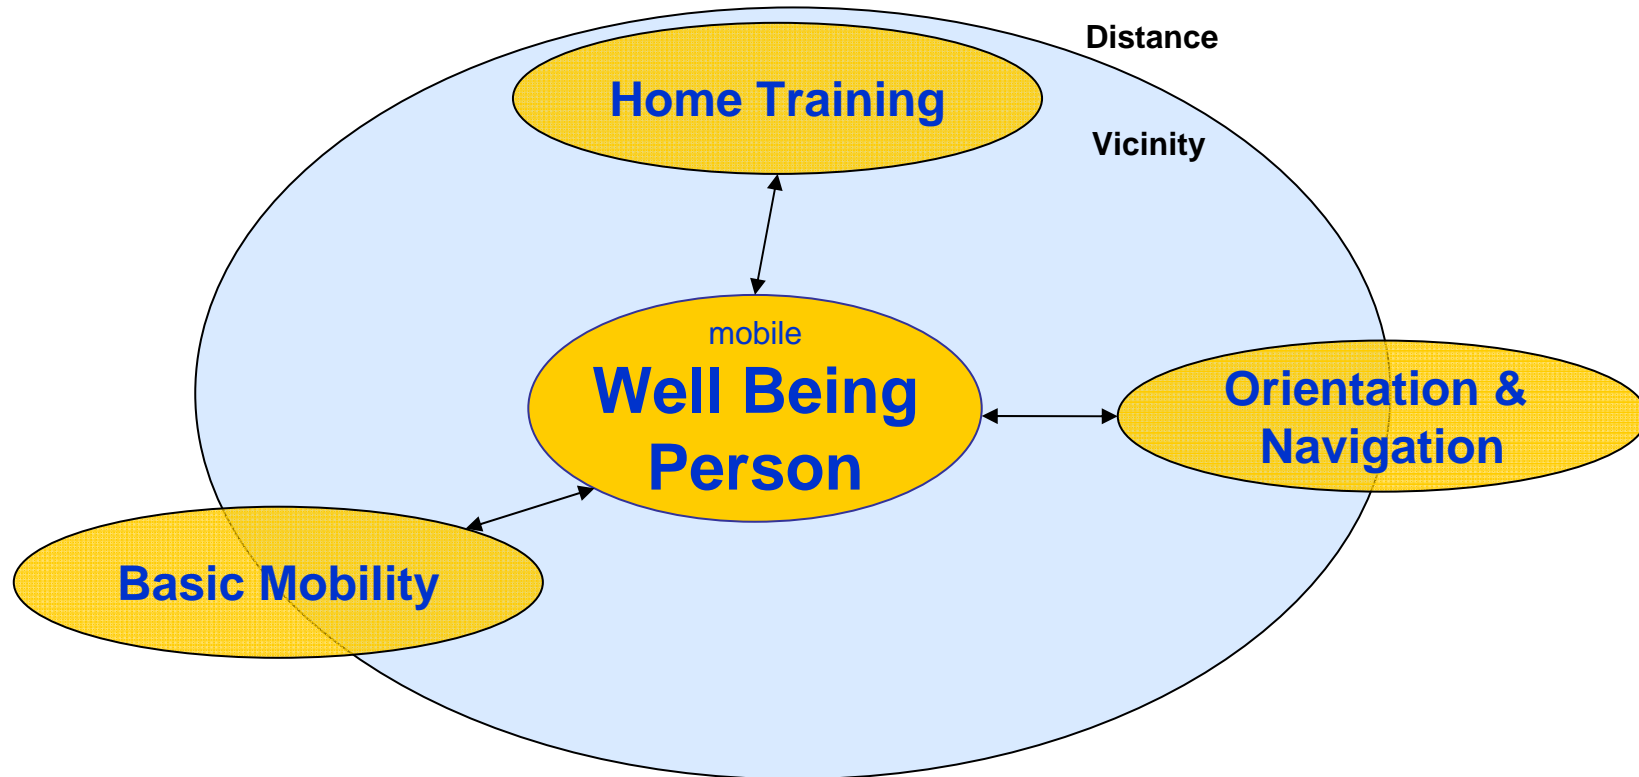 Distance
Home Training
Vicinity
mobile
Well Being
Person
Orientation &
Navigation
Basic Mobility